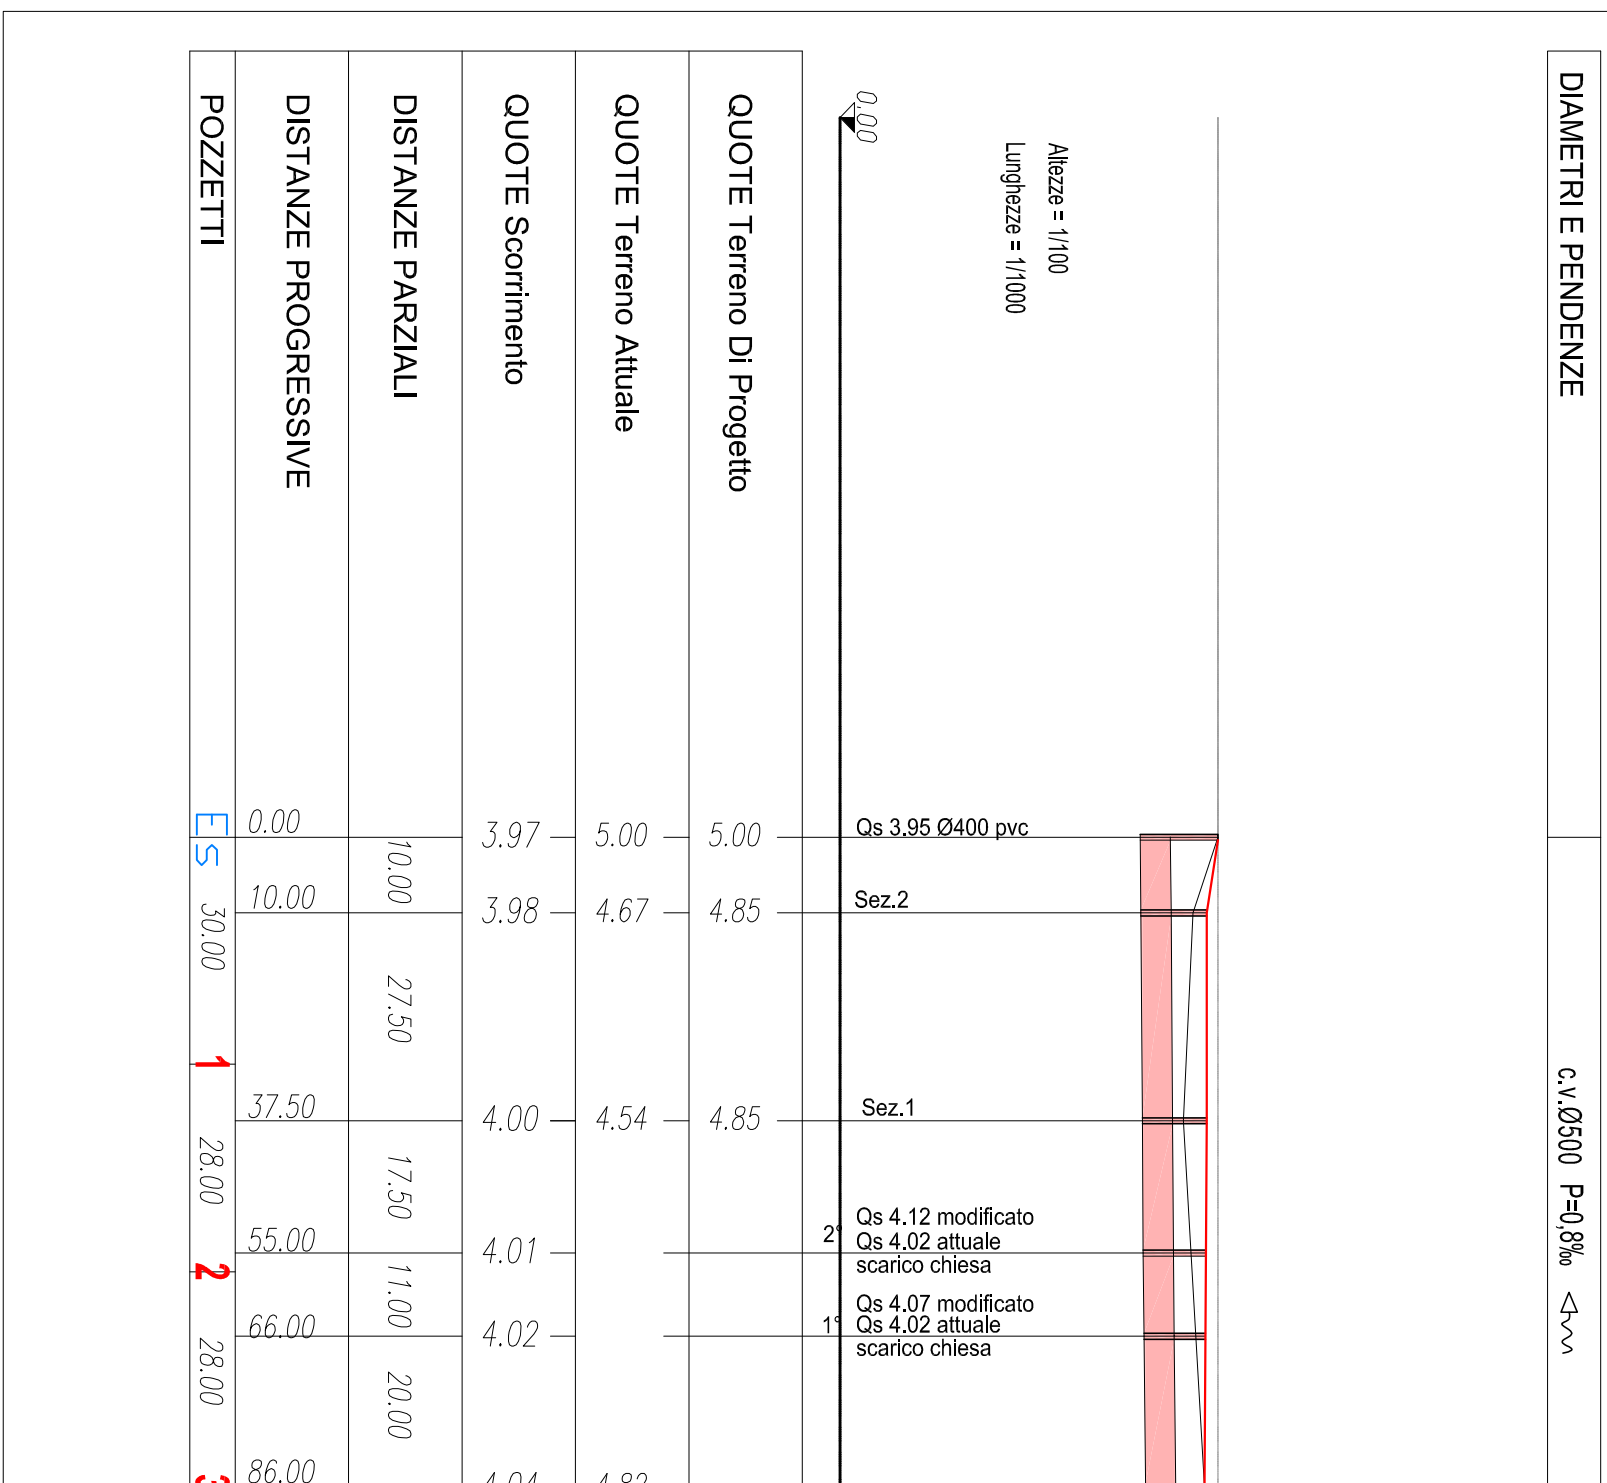 DIAMETRI E PENDENZE
c.v.Ø500 P=0,8‰
Altezze = 1/100
Lunghezze = 1/1000
0.00
Qs 3.95 Ø400 pvc
Sez.2
Sez.1
2°
Qs 4.12 modificato
Qs 4.02 attuale
scarico chiesa
1°
Qs 4.07 modificato
Qs 4.02 attuale
scarico chiesa
QUOTE Terreno Di Progetto
5.00
4.85
4.85
QUOTE Terreno Attuale
5.00
4.67
4.54
4.82
QUOTE Scorrimento
3.97
3.98
4.00
4.01
4.02
4.04
DISTANZE PARZIALI
10.00
27.50
17.50
11.00
20.00
DISTANZE PROGRESSIVE
0.00
10.00
37.50
55.00
66.00
86.00
POZZETTI
ES
30.00
1
28.00
2
28.00
3